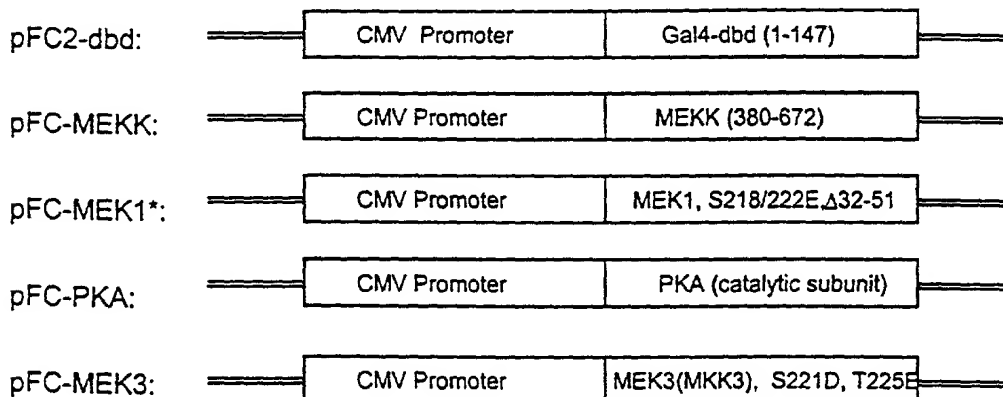 pFC2-dbd: CMV Promoter Gal4-dbd (1-147)
pFC-MEKK: CMV Promoter MEKK (380-672)
pFC-MEK1*: CMV Promoter MEK1, S218/222E,Δ32-51
pFC-PKA: CMV Promoter PKA (catalytic subunit)
pFC-MEK3: CMV Promoter MEK3(MKK3), S221D, T225E